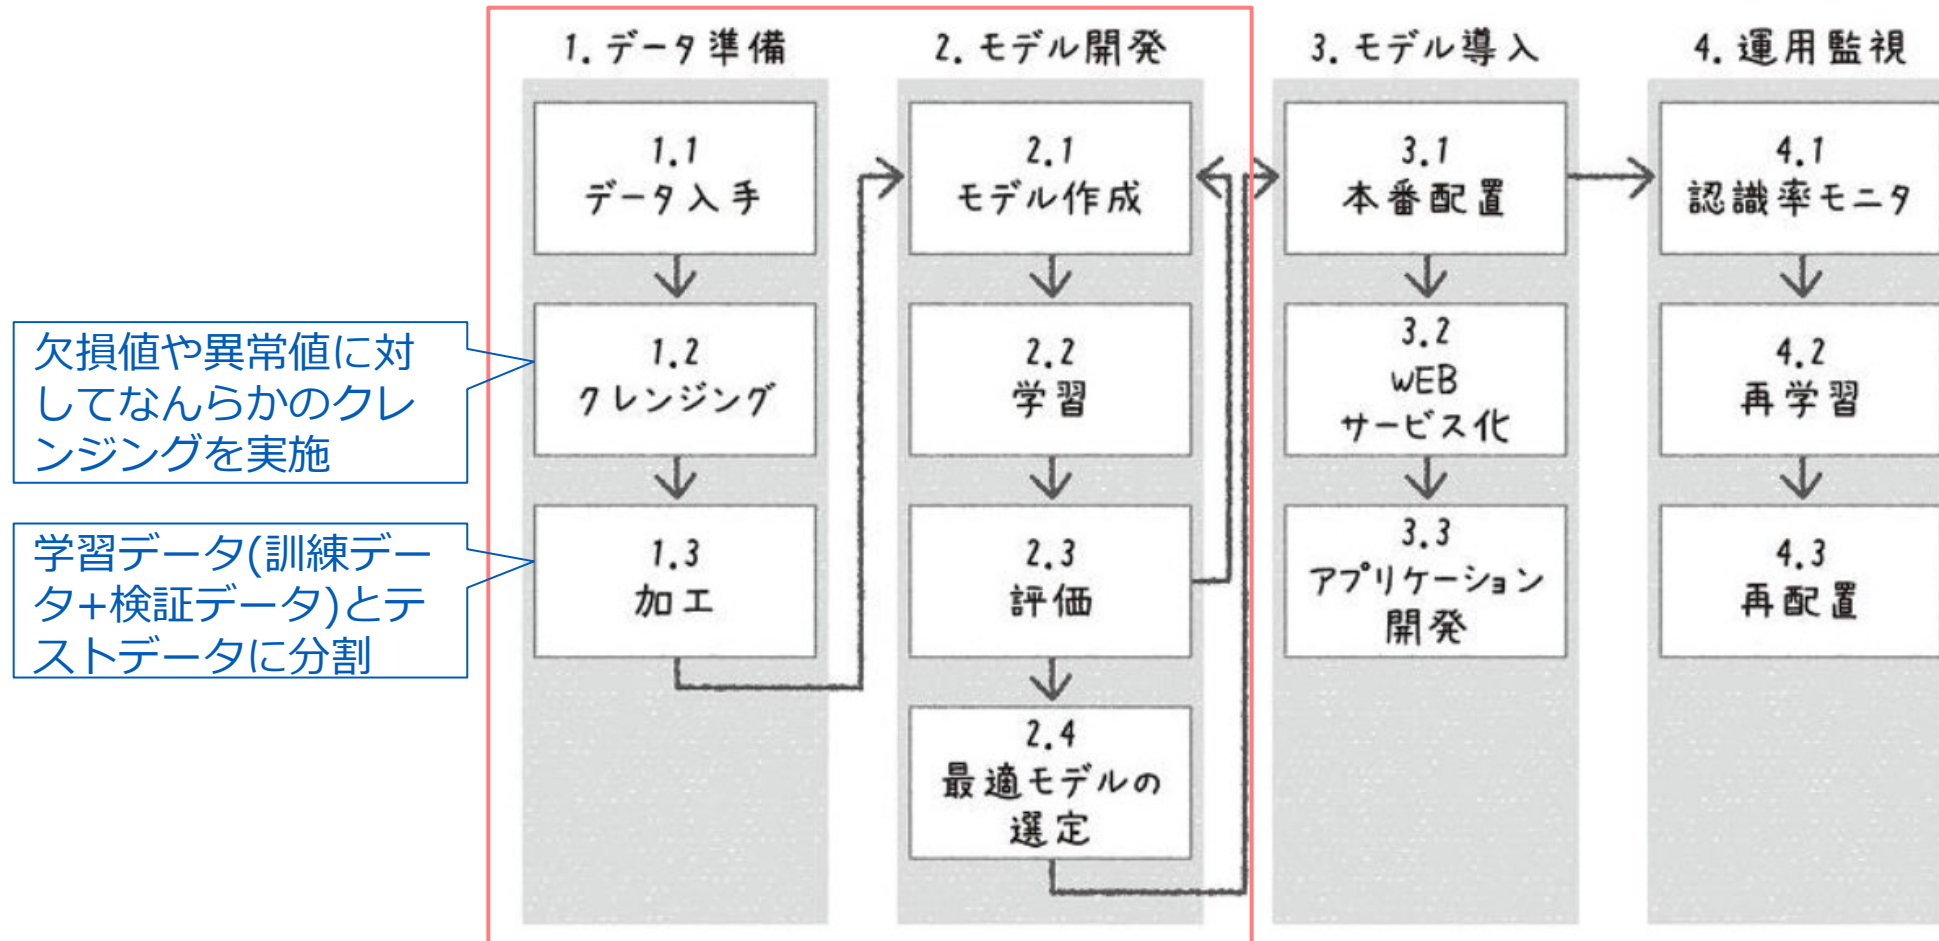 1. データ準備
1.1
データ入手
1.2
クレンジング
1.3
加工
欠損値や異常値に対
してなんらかのクレ
ンジングを実施
学習データ(訓練デー
タ+検証データ)とテ
ストデータに分割
2. モデル開発
2.1
モデル作成
2.2
学習
2.3
評価
2.4
最適モデルの
選定
3. モデル導入
3.1
本番配置
3.2
WEB
サービス化
3.3
アプリケーション
開発
4. 運用監視
4.1
認識率モニタ
4.2
再学習
4.3
再配置